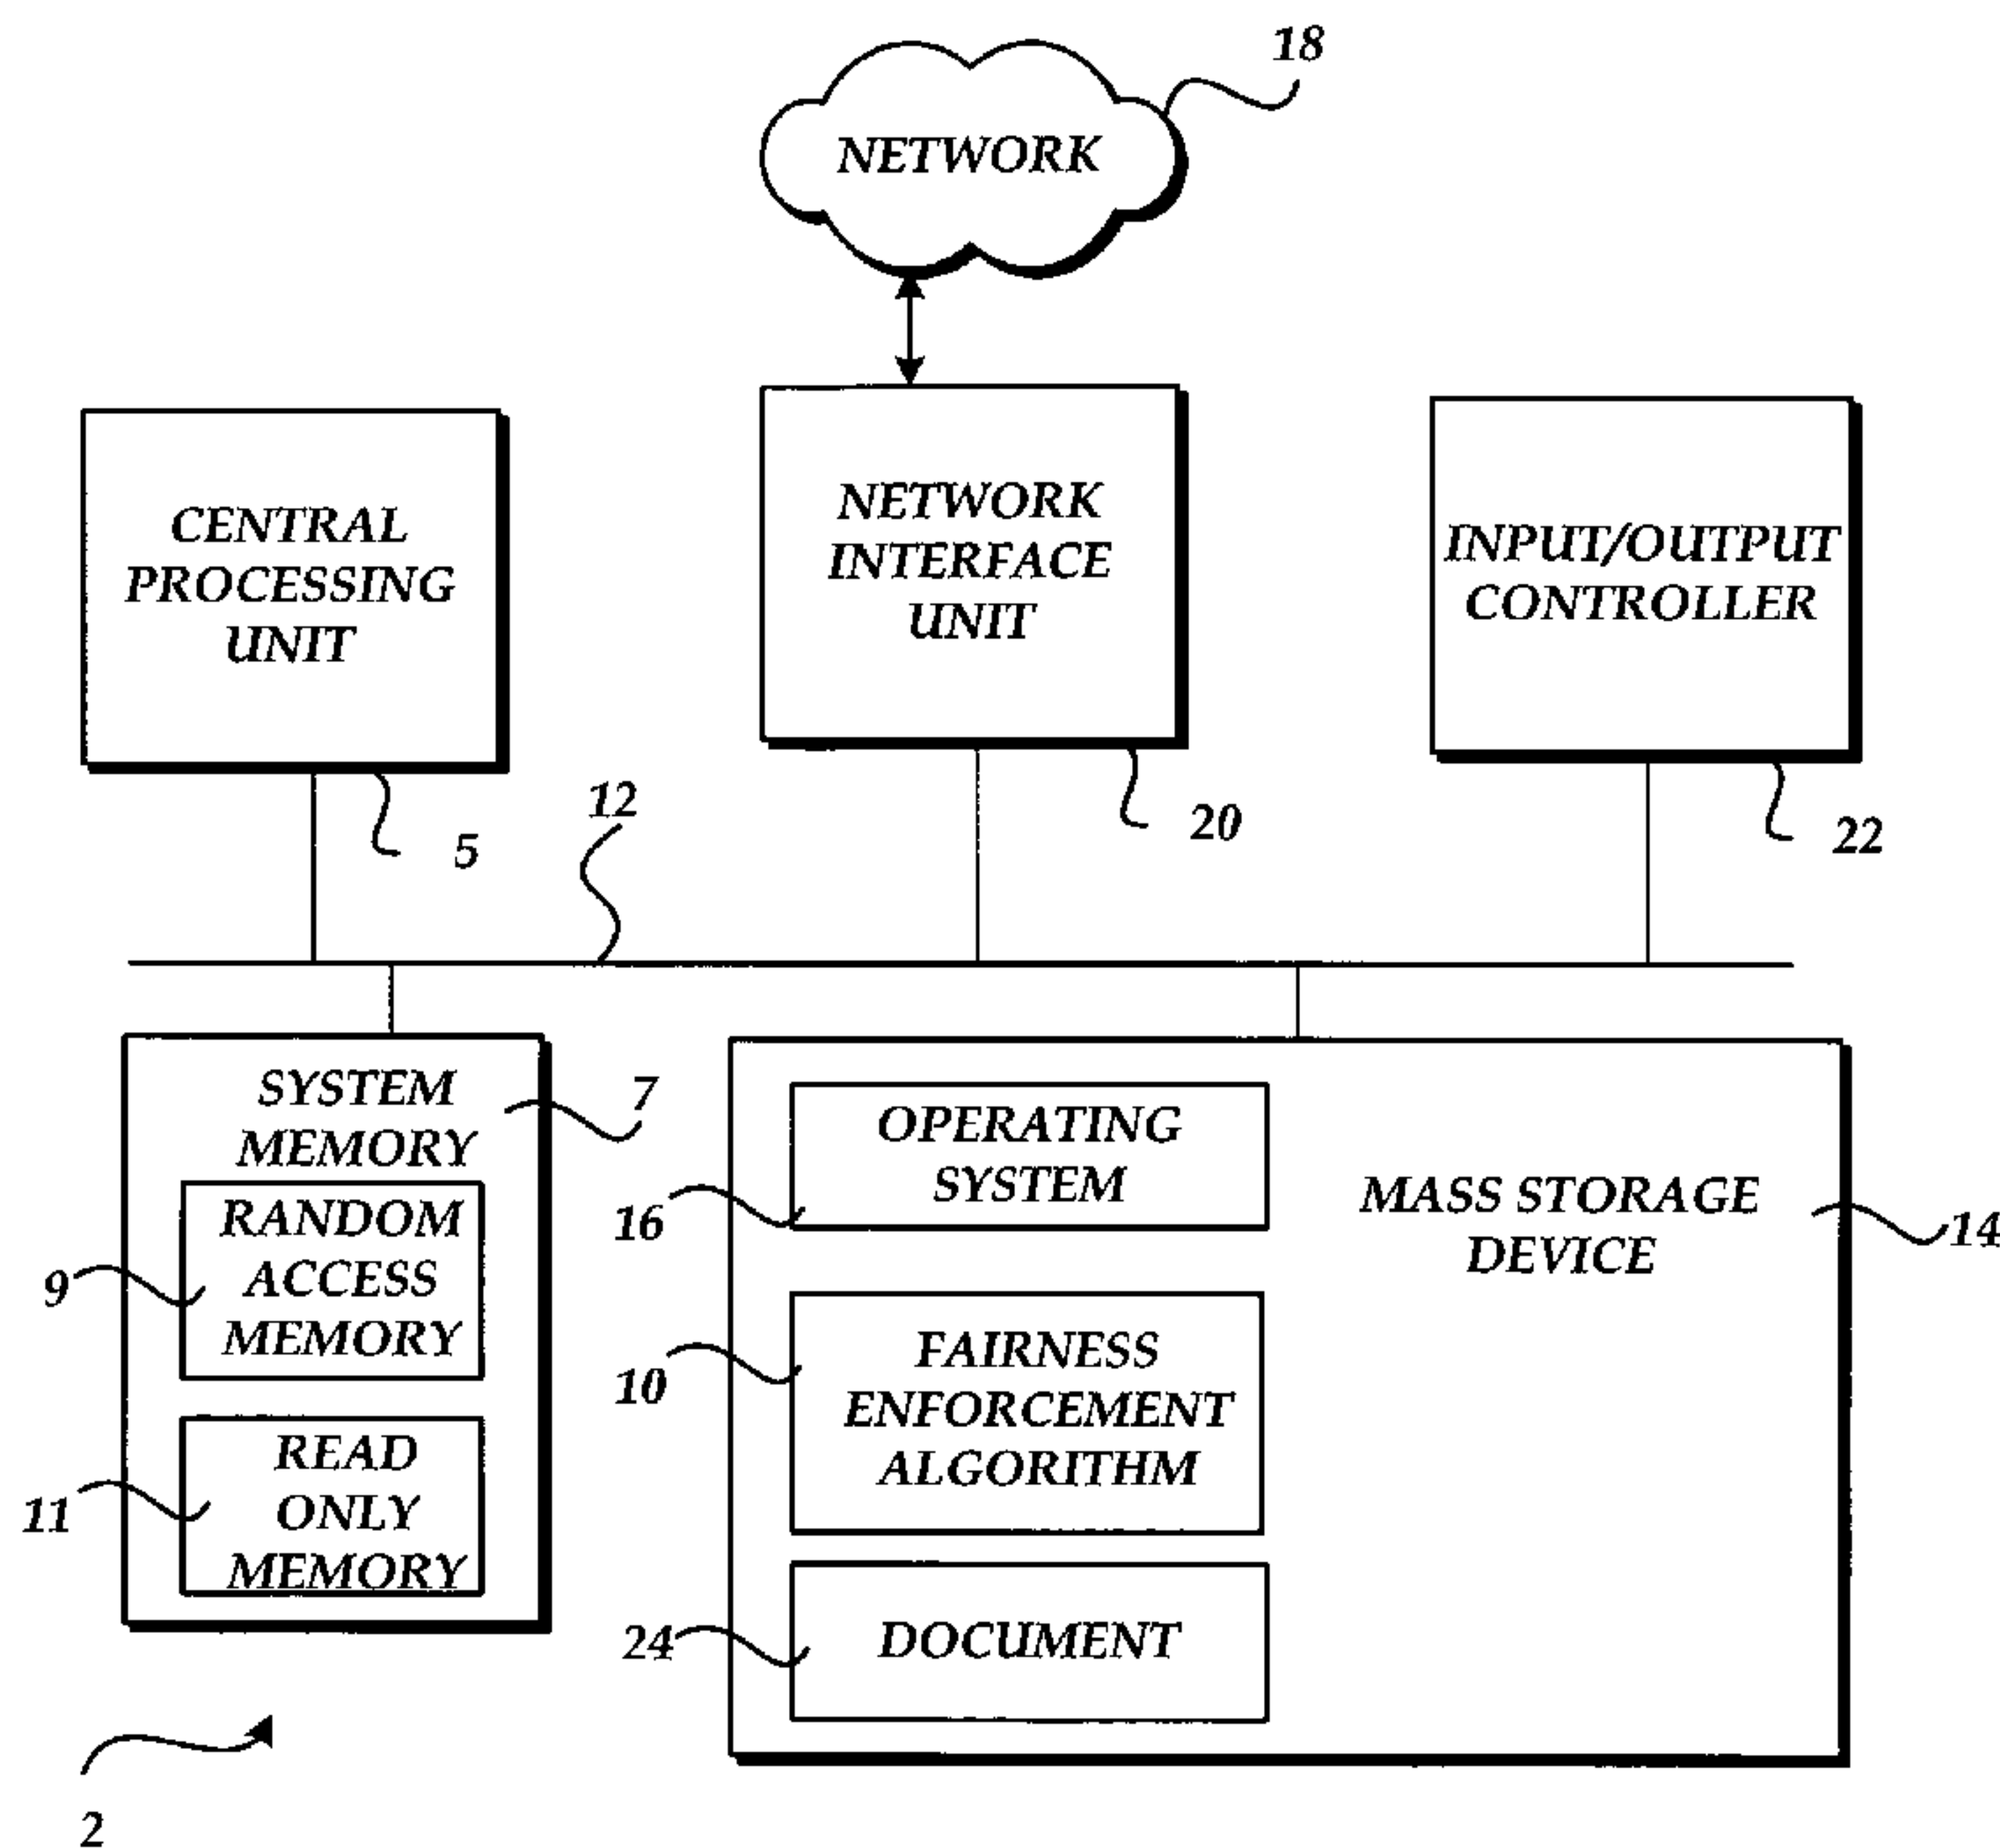 18
NETWORK
CENTRAL
PROCESSING
UNIT
NETWORK
INTERFACE
UNIT
INPUT/OUTPUT
CONTROLLER
5
12
20
22
SYSTEM
MEMORY
7
RANDOM
ACCESS
MEMORY
9
READ
ONLY
MEMORY
11
OPERATING
SYSTEM
16
MASS STORAGE
DEVICE
14
FAIRNESS
ENFORCEMENT
ALGORITHM
10
DOCUMENT
24
2